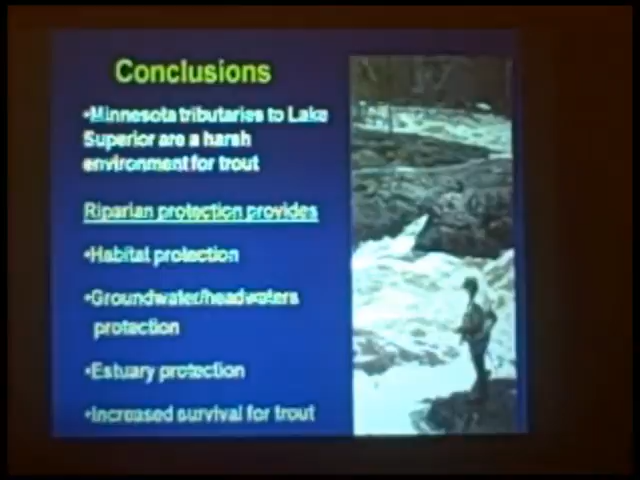 Conclusions
•Minnesota tributaries to Lake
Superior are a harsh
environment for trout
Riparian protection provides
•Habitat protection
•Groundwater/headwaters
protection
•Estuary protection
•Increased survival for trout